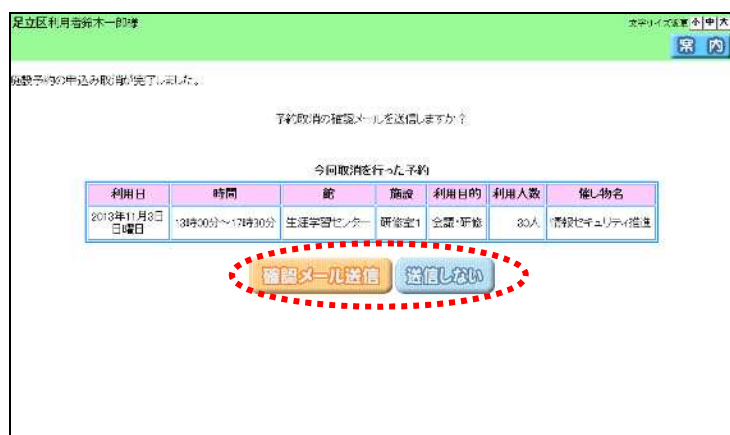 足立区利用者鈴木一郎様
文字サイズ変更 小 中 大
案内
施設予約の申込み取消が完了しました。
予約取消の確認メールを送信しますか？
今回取消を行った予約
利用日 時間 館 施設 利用目的 利用人数 催し物名
2013年11月3日 13時00分～17時30分 生涯学習センター 研修室1 会議・研修 30人 情報セキュリティ推進
日曜日
確認メール送信 送信しない